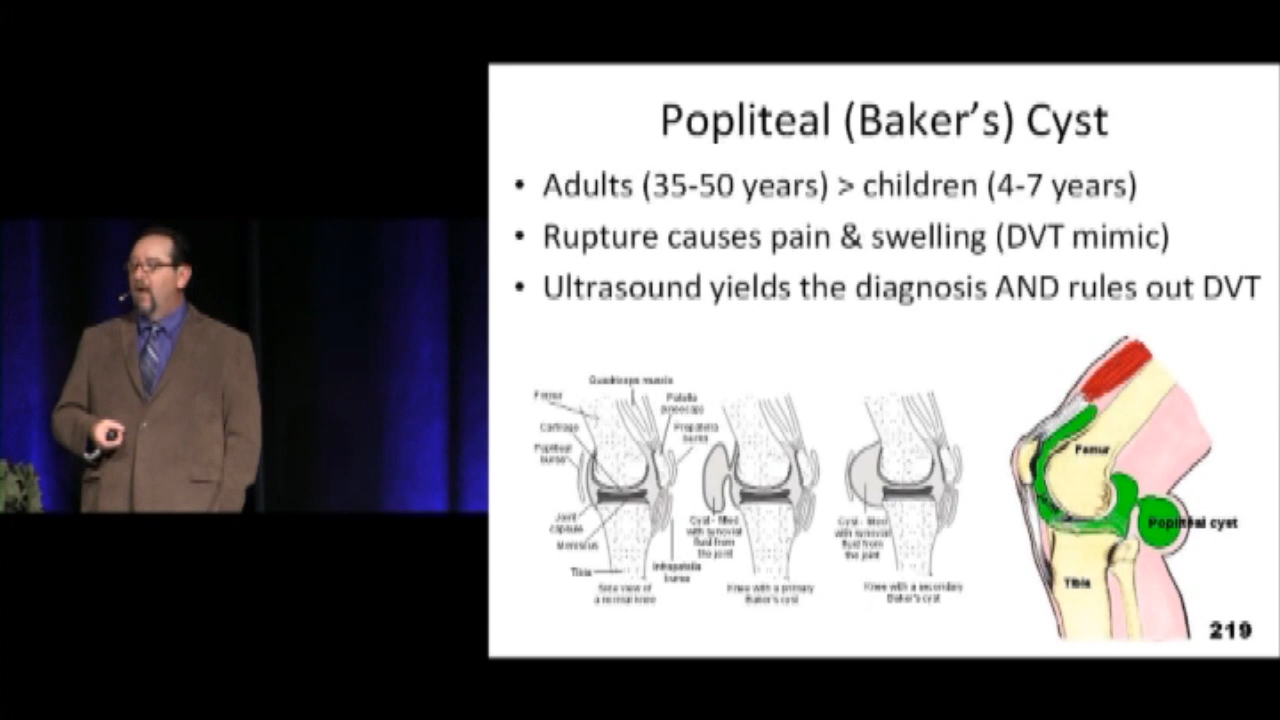 Popliteal (Baker's) Cyst
• Adults (35-50 years) > children (4-7 years)
• Rupture causes pain & swelling (DVT mimic)
• Ultrasound yields the diagnosis AND rules out DVT
Quadriceps muscle
Femur
Patella
Cartilage
Popliteal
bursa
Joint
capsule
Meniscus
Tibia
Infrapatella
bursa
Side view of
a normal knee
Cyst - filled
with synovial
fluid from
the joint
Knee with a primary
Baker's cyst
Cyst - filled
with synovial
fluid from
the joint
Knee with a secondary
Baker's cyst
Femur
Popliteal cyst
Tibia
219